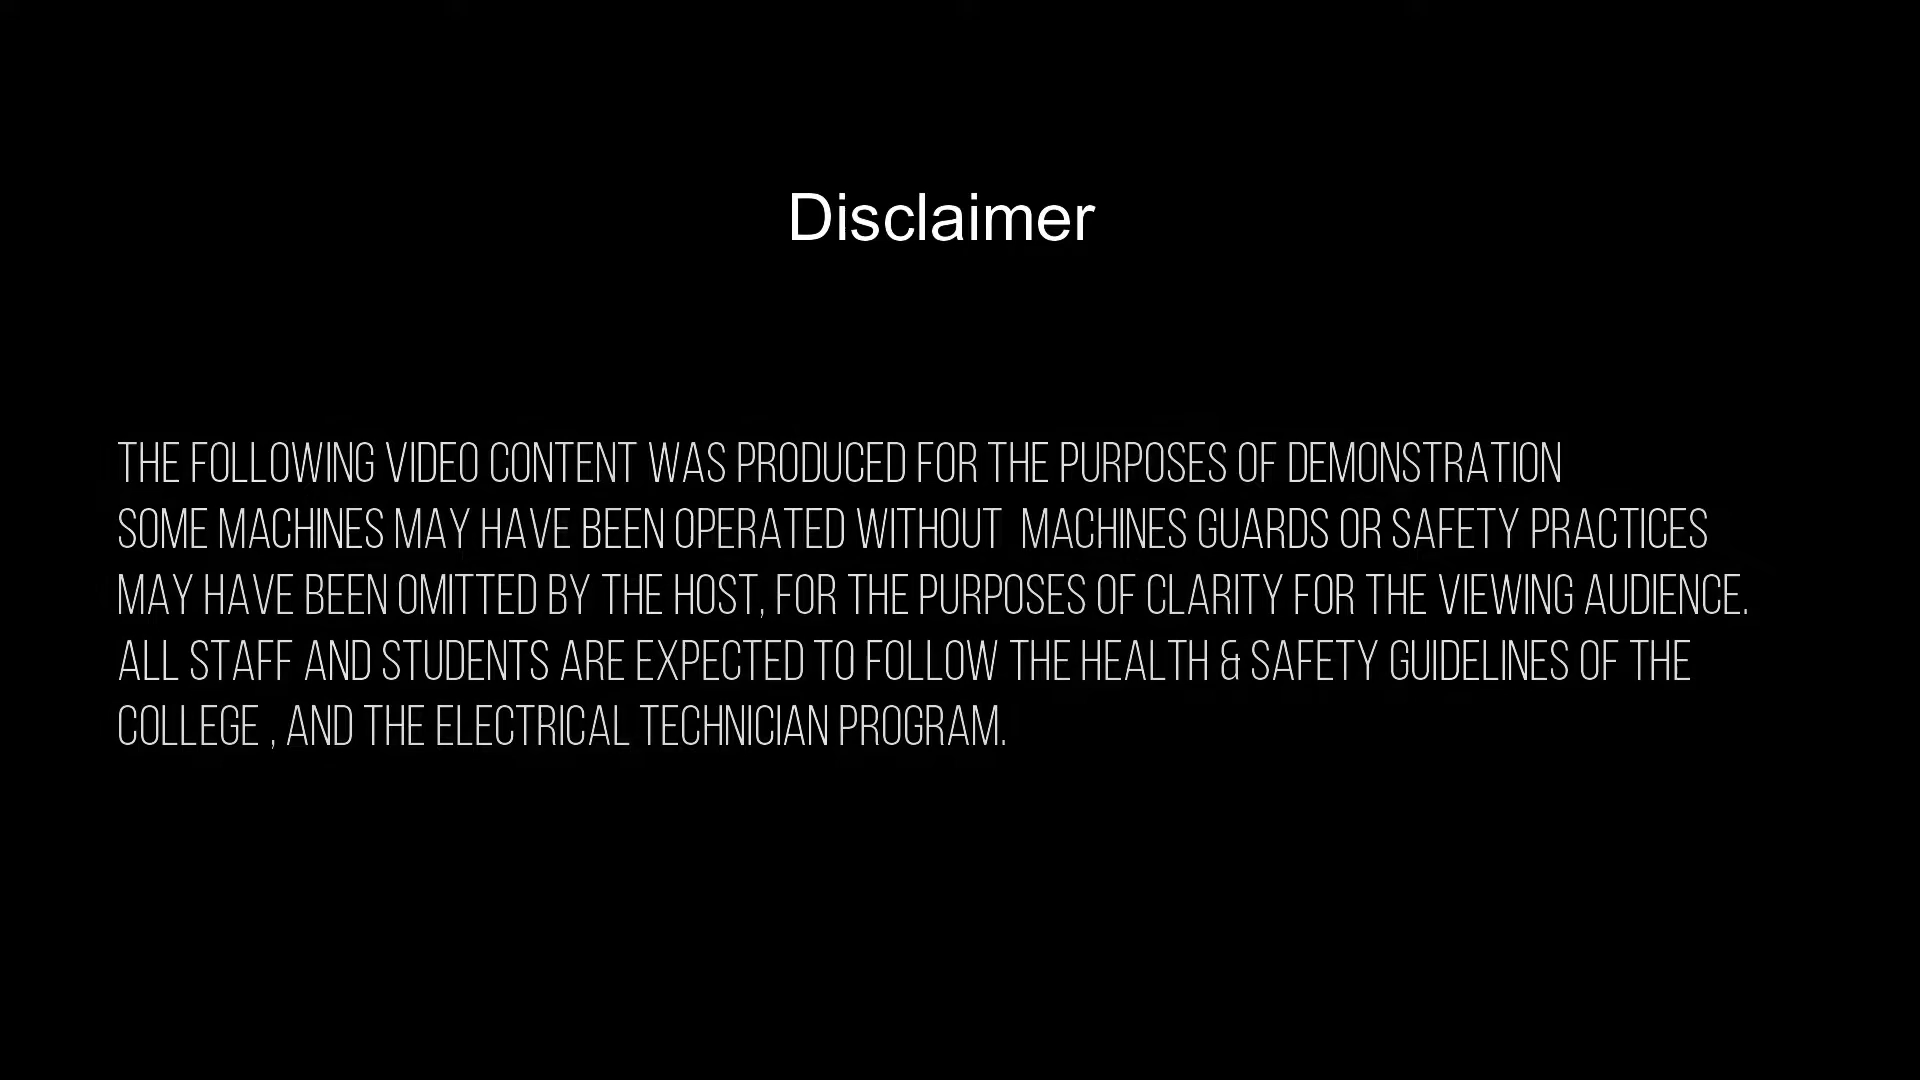 Disclaimer
THE FOLLOWING VIDEO CONTENT WAS PRODUCED FOR THE PURPOSES OF DEMONSTRATION
SOME MACHINES MAY HAVE BEEN OPERATED WITHOUT  MACHINES GUARDS OR SAFETY PRACTICES
MAY HAVE BEEN OMITTED BY THE HOST, FOR THE PURPOSES OF CLARITY FOR THE VIEWING AUDIENCE.
ALL STAFF AND STUDENTS ARE EXPECTED TO FOLLOW THE HEALTH & SAFETY GUIDELINES OF THE
COLLEGE , AND THE ELECTRICAL TECHNICIAN PROGRAM.